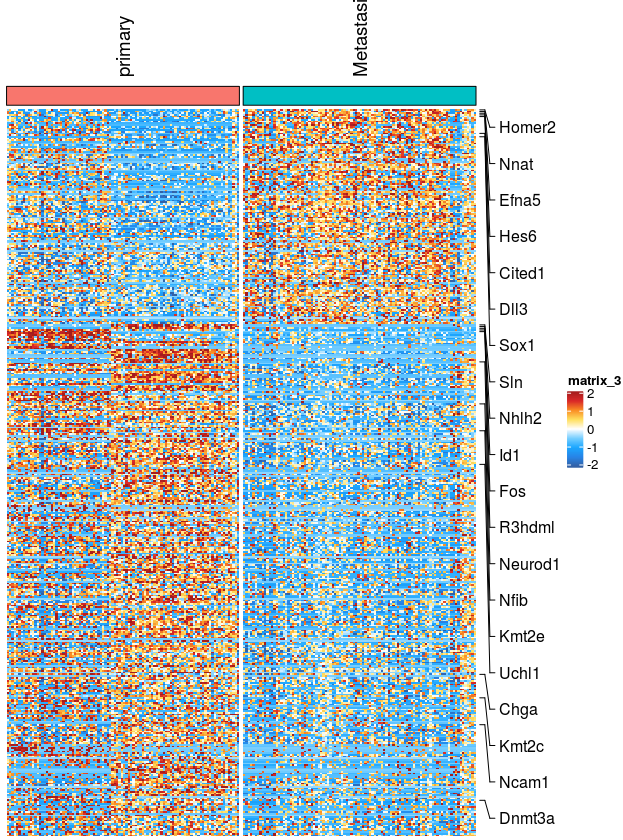 primary
Metastasi
Homer2
Nnat
Efna5
Hes6
Cited1
Dll3
Sox1
Sln
Nhlh2
Id1
Fos
R3hdml
Neurod1
Nfib
Kmt2e
Uchl1
Chga
Kmt2c
Ncam1
Dnmt3a
matrix_3
2
1
0
-1
-2